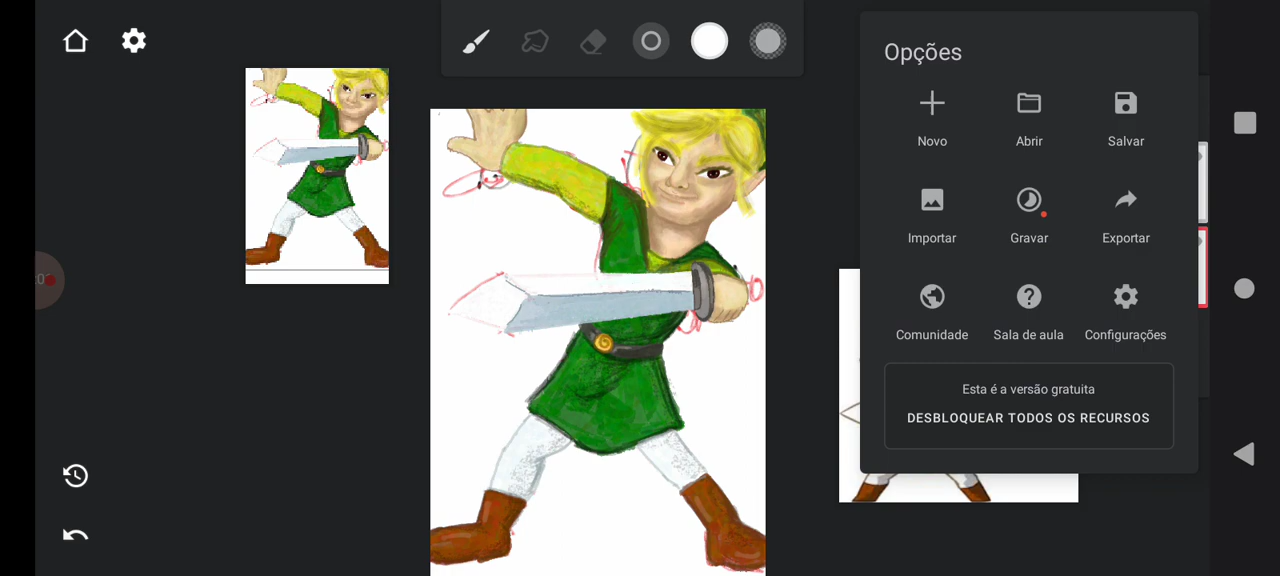 Opções
Novo
Abrir
Salvar
Importar
Gravar
Exportar
Comunidade
Sala de aula
Configurações
Esta é a versão gratuita
DESBLOQUEAR TODOS OS RECURSOS